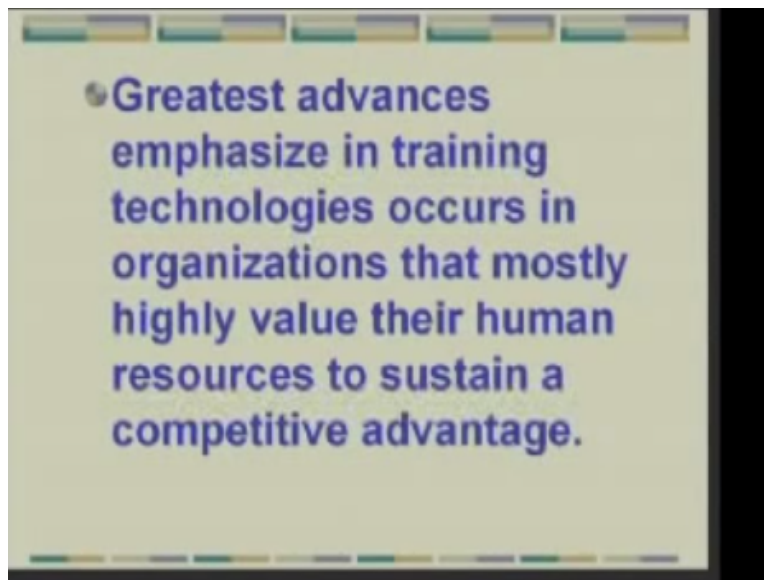 Greatest advances
emphasize in training
technologies occurs in
organizations that mostly
highly value their human
resources to sustain a
competitive advantage.